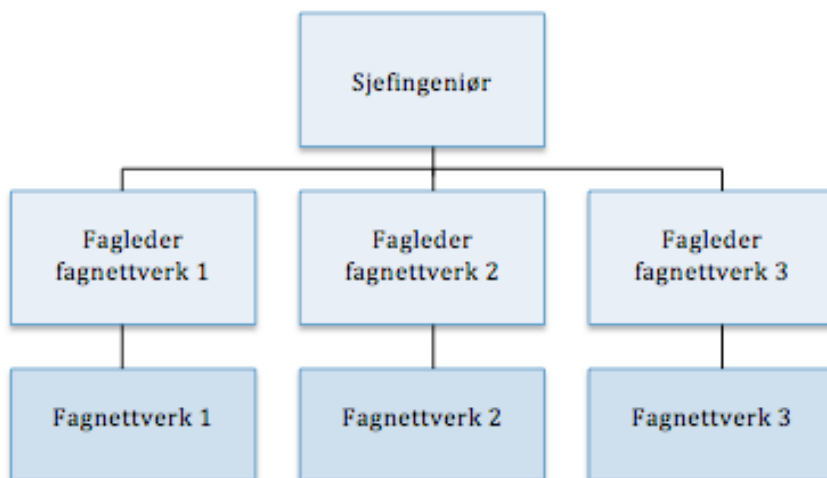 Sjefingeniør
Fagleder
fagnettverk 1
Fagleder
fagnettverk 2
Fagleder
fagnettverk 3
Fagnettverk 1
Fagnettverk 2
Fagnettverk 3